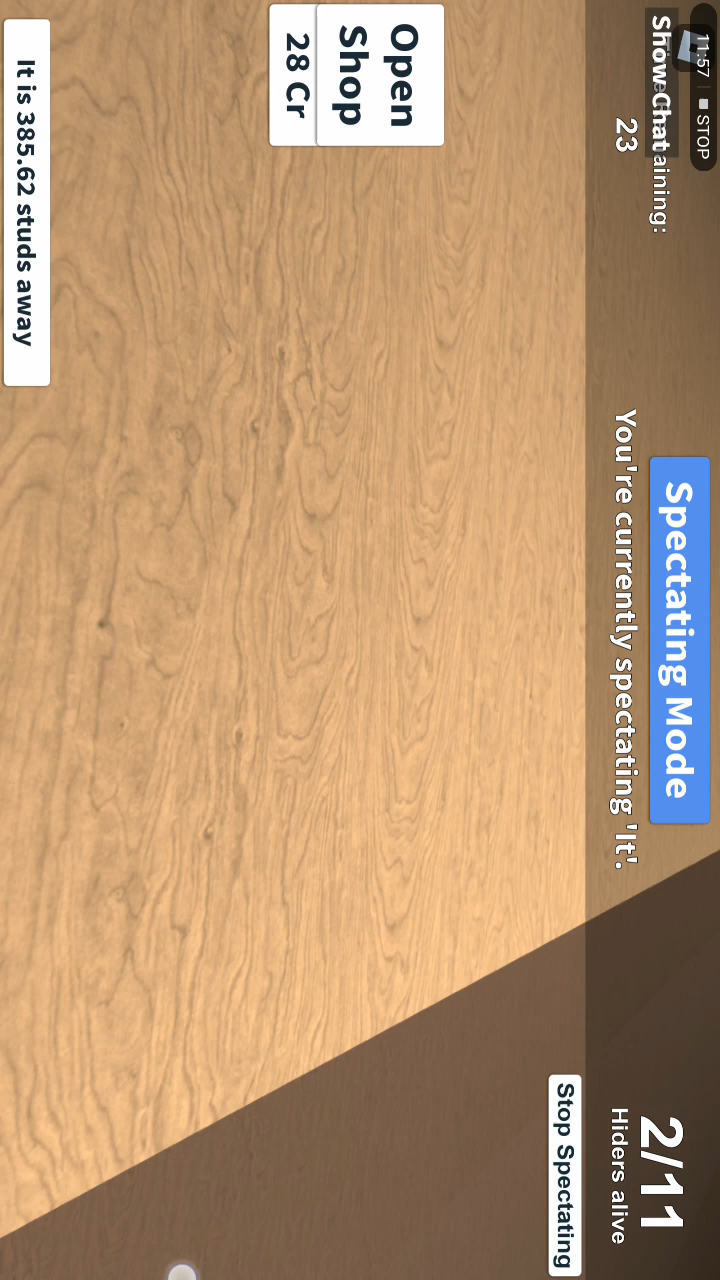 11:57 STOP
Show Chat
aining:
23
Spectating Mode
You're currently spectating 'It'.
2/11
Hiders alive
Stop Spectating
Open
Shop
28 Cr
It is 385.62 studs away